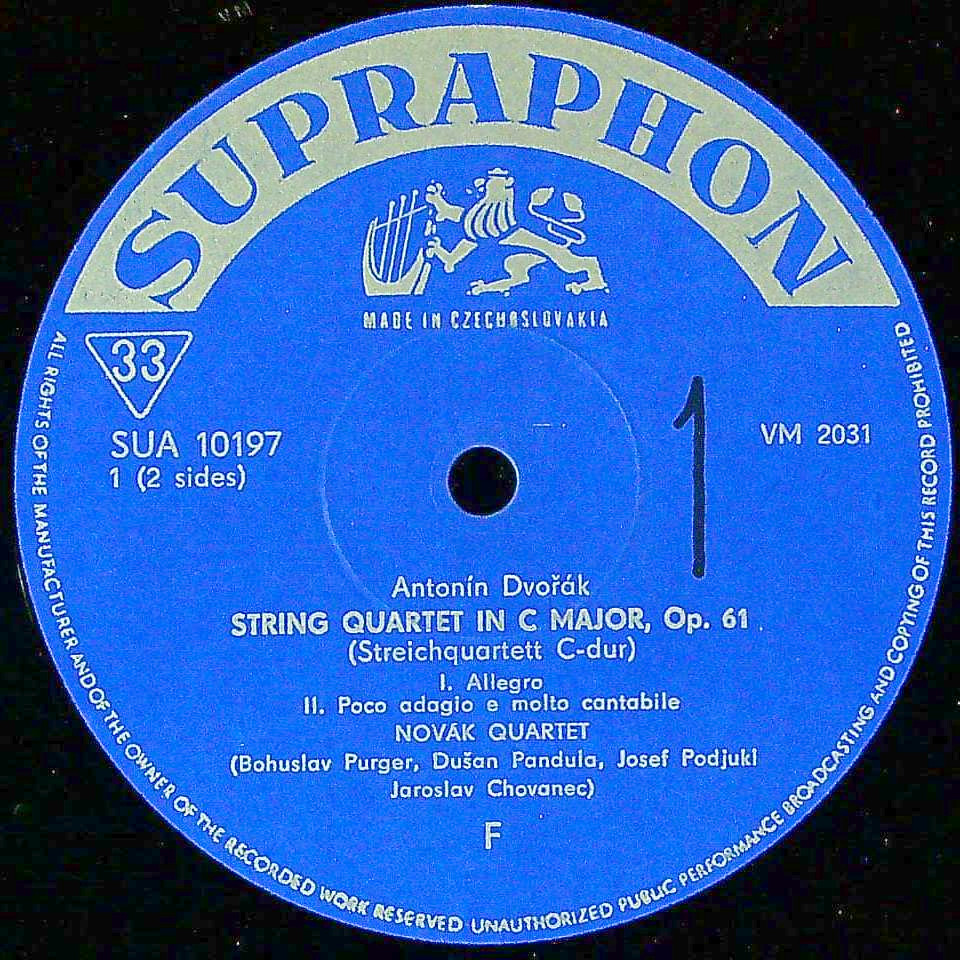 SUPRAPHON
MADE IN CZECHOSLOVAKIA
33
SUA 10197
1 (2 sides)
1
VM 2031
Antonín Dvořák
STRING QUARTET IN C MAJOR, Op. 61
(Streichquartett C-dur)
I. Allegro
II. Poco adagio e molto cantabile
NOVÁK QUARTET
(Bohuslav Purger, Dušan Pandula, Josef Podjukl
Jaroslav Chovanec)
F
ALL RIGHTS OF THE MANUFACTURER AND OF THE OWNER OF THE RECORDED WORK RESERVED UNAUTHORIZED PUBLIC PERFORMANCE BROADCASTING AND COPYING OF THIS RECORD PROHIBITED